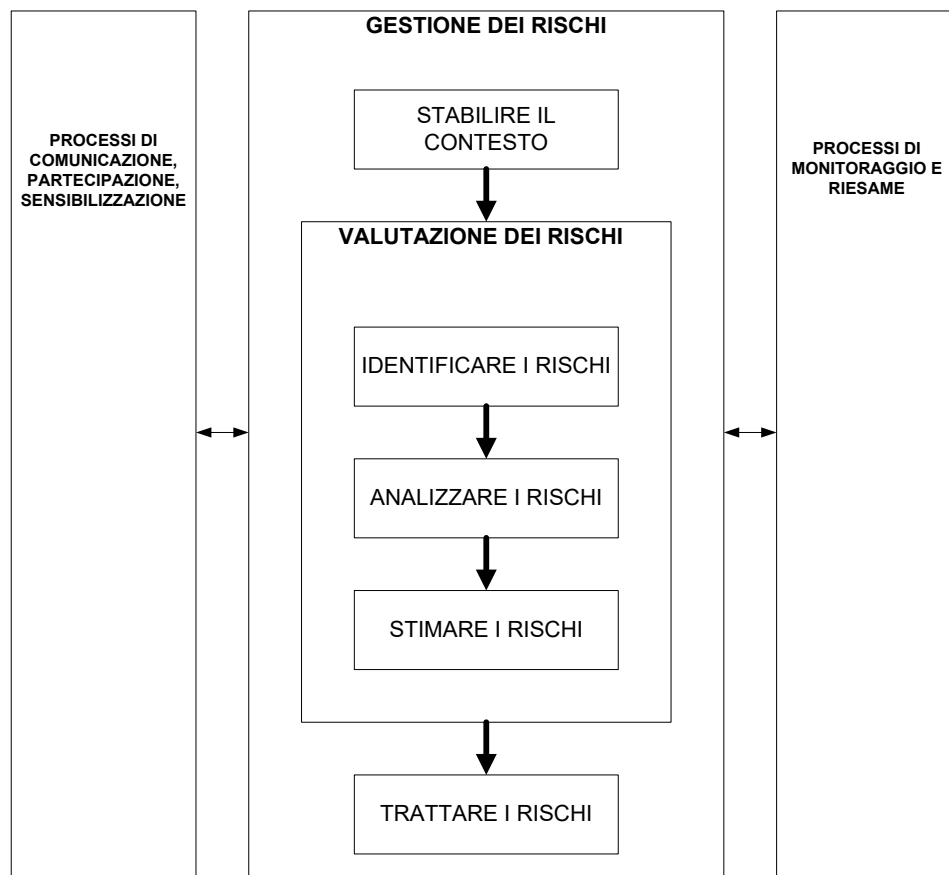 GESTIONE DEI RISCHI
STABILIRE IL
CONTESTO
PROCESSI DI
COMUNICAZIONE,
PARTECIPAZIONE,
SENSIBILIZZAZIONE
PROCESSI DI
MONITORAGGIO E
RIESAME
VALUTAZIONE DEI RISCHI
IDENTIFICARE I RISCHI
ANALIZZARE I RISCHI
STIMARE I RISCHI
TRATTARE I RISCHI